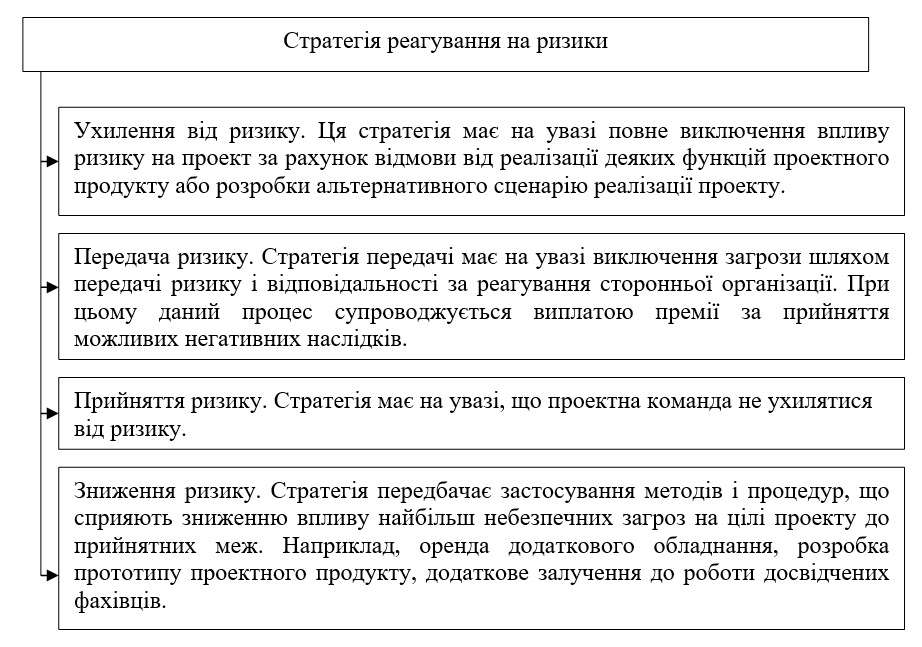 Стратегія реагування на ризики
Ухилення від ризику. Ця стратегія має на увазі повне виключення впливу
ризику на проект за рахунок відмови від реалізації деяких функцій проектного
продукту або розробки альтернативного сценарію реалізації проекту.
Передача ризику. Стратегія передачі має на увазі виключення загрози шляхом
передачі ризику і відповідальності за реагування сторонньої організації. При
цьому даний процес супроводжується виплатою премії за прийняття
можливих негативних наслідків.
Прийняття ризику. Стратегія має на увазі, що проектна команда не ухилятися
від ризику.
Зниження ризику. Стратегія передбачає застосування методів і процедур, що
сприяють зниженню впливу найбільш небезпечних загроз на цілі проекту до
прийнятних меж. Наприклад, оренда додаткового обладнання, розробка
прототипу проектного продукту, додаткове залучення до роботи досвідчених
фахівців.